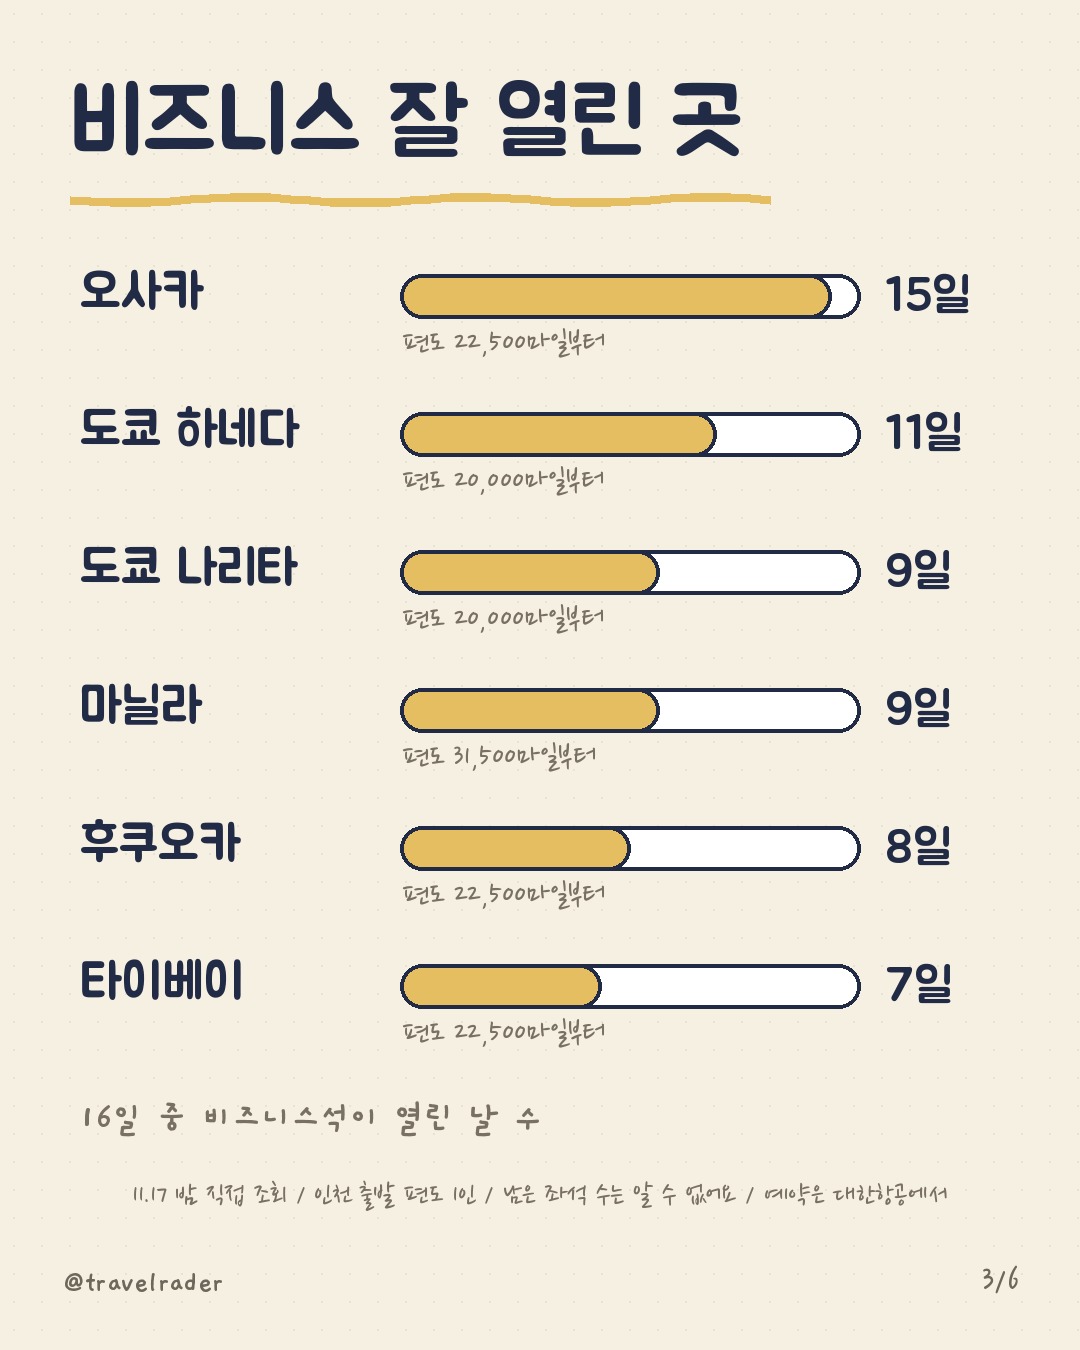 비즈니스 잘 열린 곳
오사카 15일
편도 22,500마일부터
도쿄 하네다 11일
편도 20,000마일부터
도쿄 나리타 9일
편도 20,000마일부터
마닐라 9일
편도 31,500마일부터
후쿠오카 8일
편도 22,500마일부터
타이베이 7일
편도 22,500마일부터
16일 중 비즈니스석이 열린 날 수
11.17 밤 직접 조회 / 인천 출발 편도 1인 / 남은 좌석 수는 알 수 없어요 / 예약은 대한항공에서
@travelrader 3/6